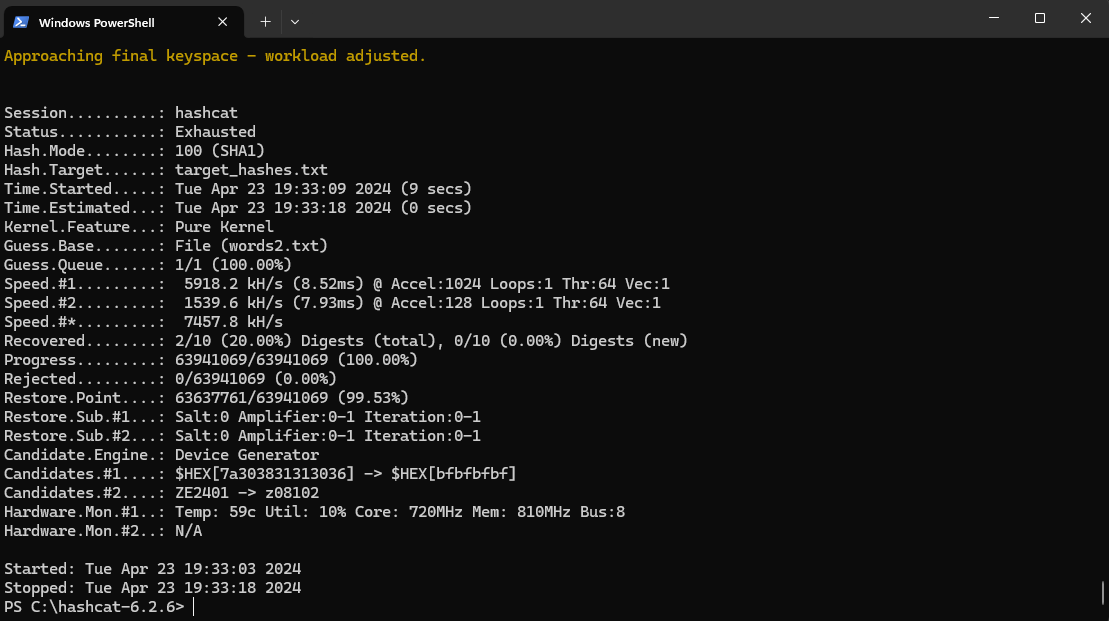 Windows PowerShell
Approaching final keyspace - workload adjusted.
Session..........: hashcat
Status...........: Exhausted
Hash.Mode........: 100 (SHA1)
Hash.Target......: target_hashes.txt
Time.Started.....: Tue Apr 23 19:33:09 2024 (9 secs)
Time.Estimated...: Tue Apr 23 19:33:18 2024 (0 secs)
Kernel.Feature...: Pure Kernel
Guess.Base.......: File (words2.txt)
Guess.Queue......: 1/1 (100.00%)
Speed.#1.........:  5918.2 kH/s (8.52ms) @ Accel:1024 Loops:1 Thr:64 Vec:1
Speed.#2.........:  1539.6 kH/s (7.93ms) @ Accel:128 Loops:1 Thr:64 Vec:1
Speed.#*.........:  7457.8 kH/s
Recovered........: 2/10 (20.00%) Digests (total), 0/10 (0.00%) Digests (new)
Progress.........: 63941069/63941069 (100.00%)
Rejected.........: 0/63941069 (0.00%)
Restore.Point....: 63637761/63941069 (99.53%)
Restore.Sub.#1...: Salt:0 Amplifier:0-1 Iteration:0-1
Restore.Sub.#2...: Salt:0 Amplifier:0-1 Iteration:0-1
Candidate.Engine.: Device Generator
Candidates.#1....: $HEX[7a303831313036] -> $HEX[bfbfbfbf]
Candidates.#2....: ZE2401 -> z08102
Hardware.Mon.#1..: Temp: 59c Util: 10% Core: 720MHz Mem: 810MHz Bus:8
Hardware.Mon.#2..: N/A
Started: Tue Apr 23 19:33:03 2024
Stopped: Tue Apr 23 19:33:18 2024
PS C:\hashcat-6.2.6>